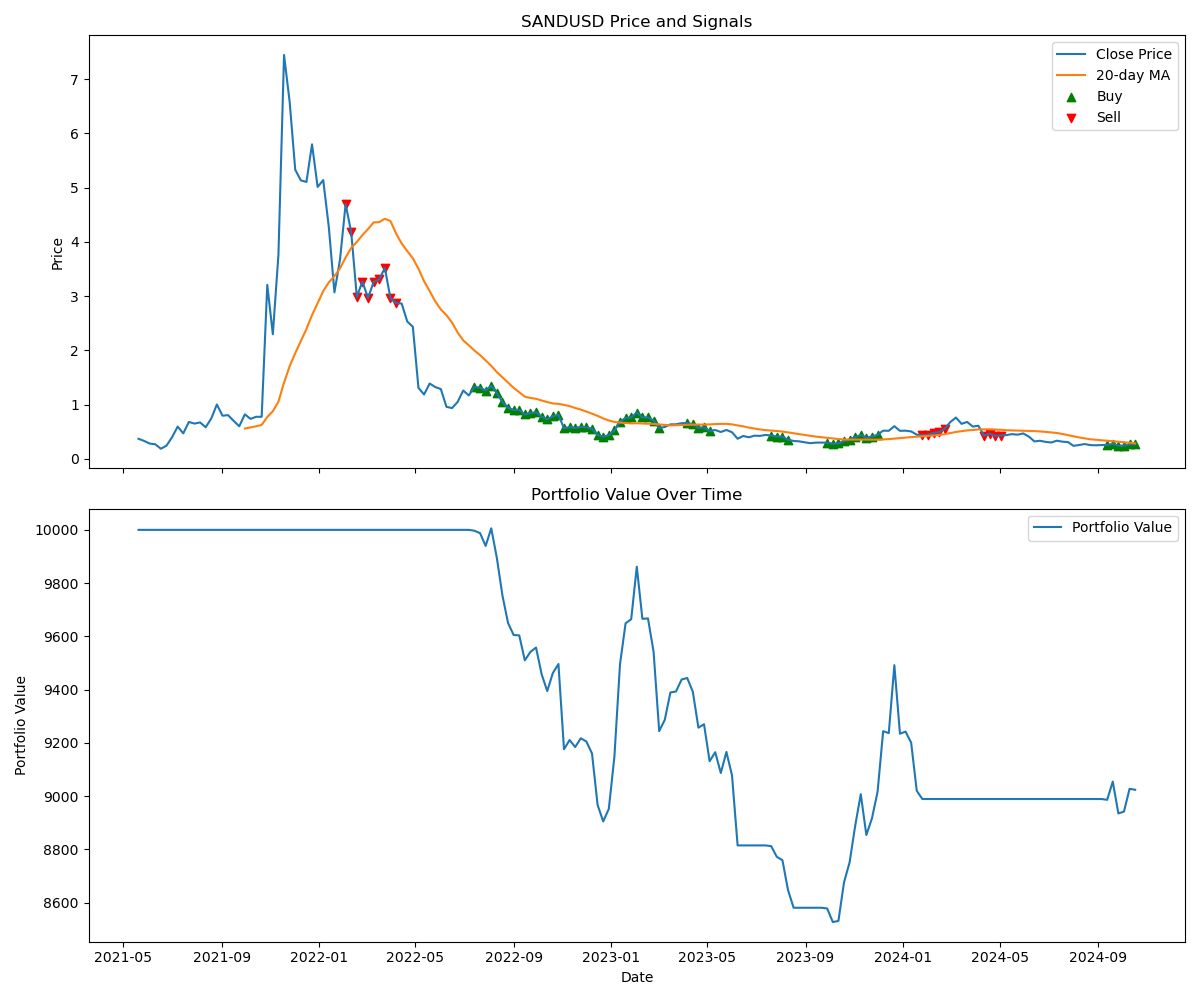 SANDUSD Price and Signals
Close Price
20-day MA
Buy
Sell
Price
7
6
5
4
3
2
1
0
Portfolio Value Over Time
Portfolio Value
Portfolio Value
10000
9800
9600
9400
9200
9000
8800
8600
2021-05
2021-09
2022-01
2022-05
2022-09
2023-01
2023-05
2023-09
2024-01
2024-05
2024-09
Date